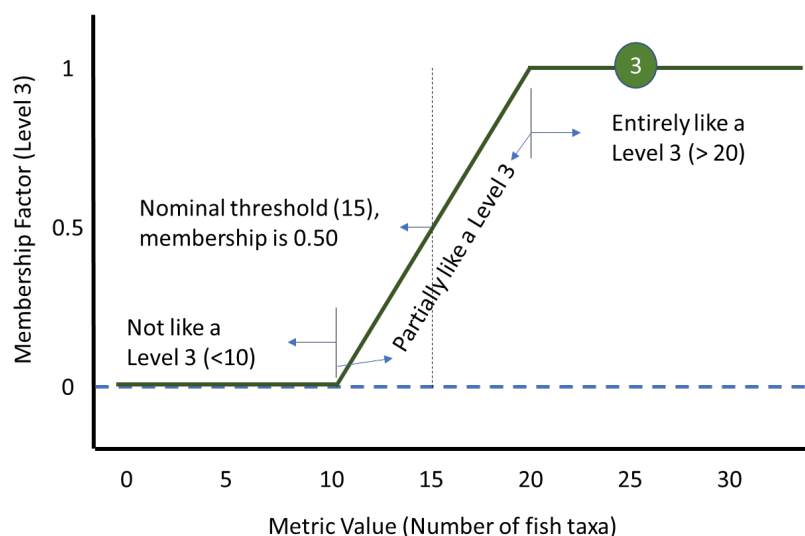 Membership Factor (Level 3)
1
0.5
0
3
Entirely like a
Level 3 (> 20)
Nominal threshold (15),
membership is 0.50
Partially like a Level 3
Not like a
Level 3 (<10)
0 5 10 15 20 25 30
Metric Value (Number of fish taxa)